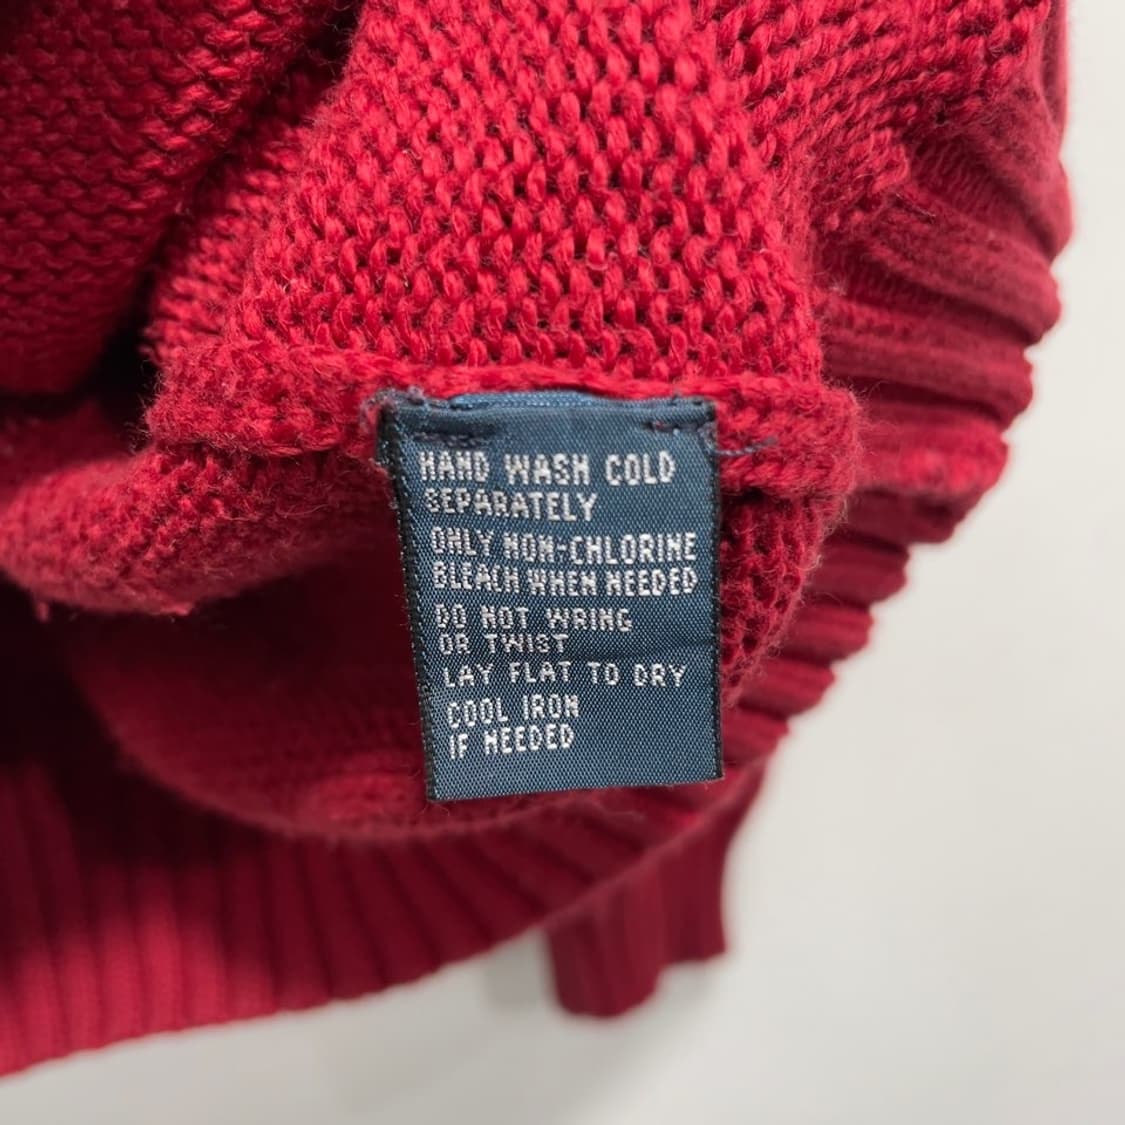 HAND WASH COLD
SEPARATELY
ONLY NON-CHLORINE
BLEACH WHEN NEEDED
DO NOT WRING
OR TWIST
LAY FLAT TO DRY
COOL IRON
IF NEEDED